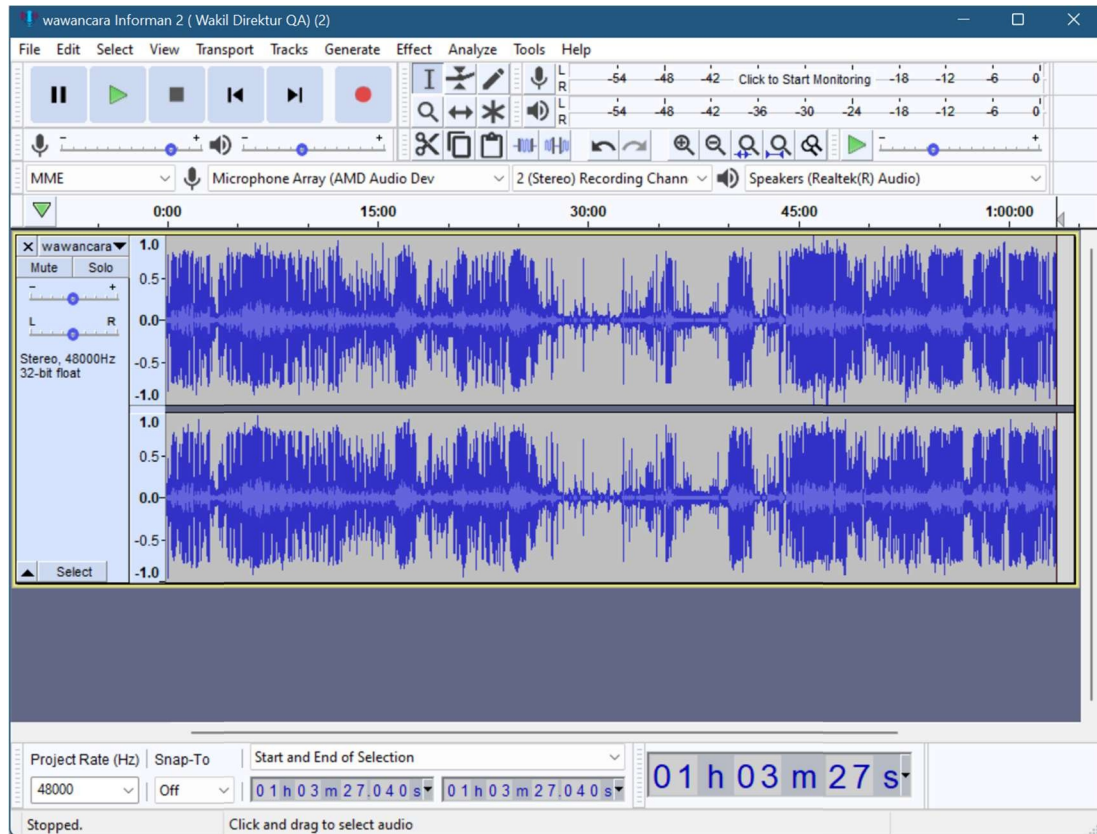 wawancara Informan 2 ( Wakil Direktur QA) (2)
File Edit Select View Transport Tracks Generate Effect Analyze Tools Help
L
R
-54 -48 -42 Click to Start Monitoring -18 -12 -6 0
L
R
-54 -48 -42 -36 -30 -24 -18 -12 -6 0
- + - + - +
MME Microphone Array (AMD Audio Dev 2 (Stereo) Recording Chann Speakers (Realtek(R) Audio)
0:00 15:00 30:00 45:00 1:00:00
wawancara
Mute Solo
- +
L R
Stereo, 48000Hz
32-bit float
1.0
0.5
0.0
-0.5
-1.0
1.0
0.5
0.0
-0.5
-1.0
Select
Project Rate (Hz) Snap-To Start and End of Selection
48000 Off 01 h 03 m 27.040 s 01 h 03 m 27.040 s
01 h 03 m 27 s
Stopped. Click and drag to select audio